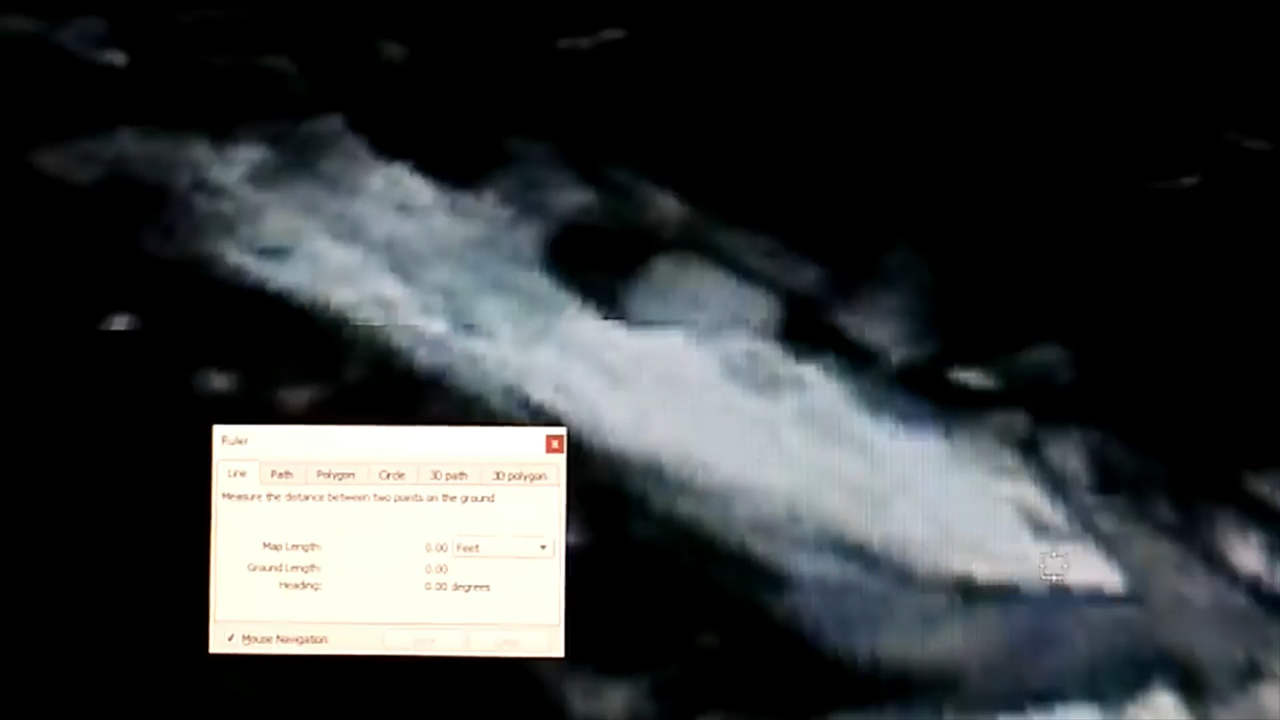 Ruler
Line Path Polygon Circle 3D path 3D polygon
Measure the distance between two points on the ground
Map Length: 0.00 Feet
Ground Length: 0.00
Heading: 0.00 degrees
Mouse Navigation